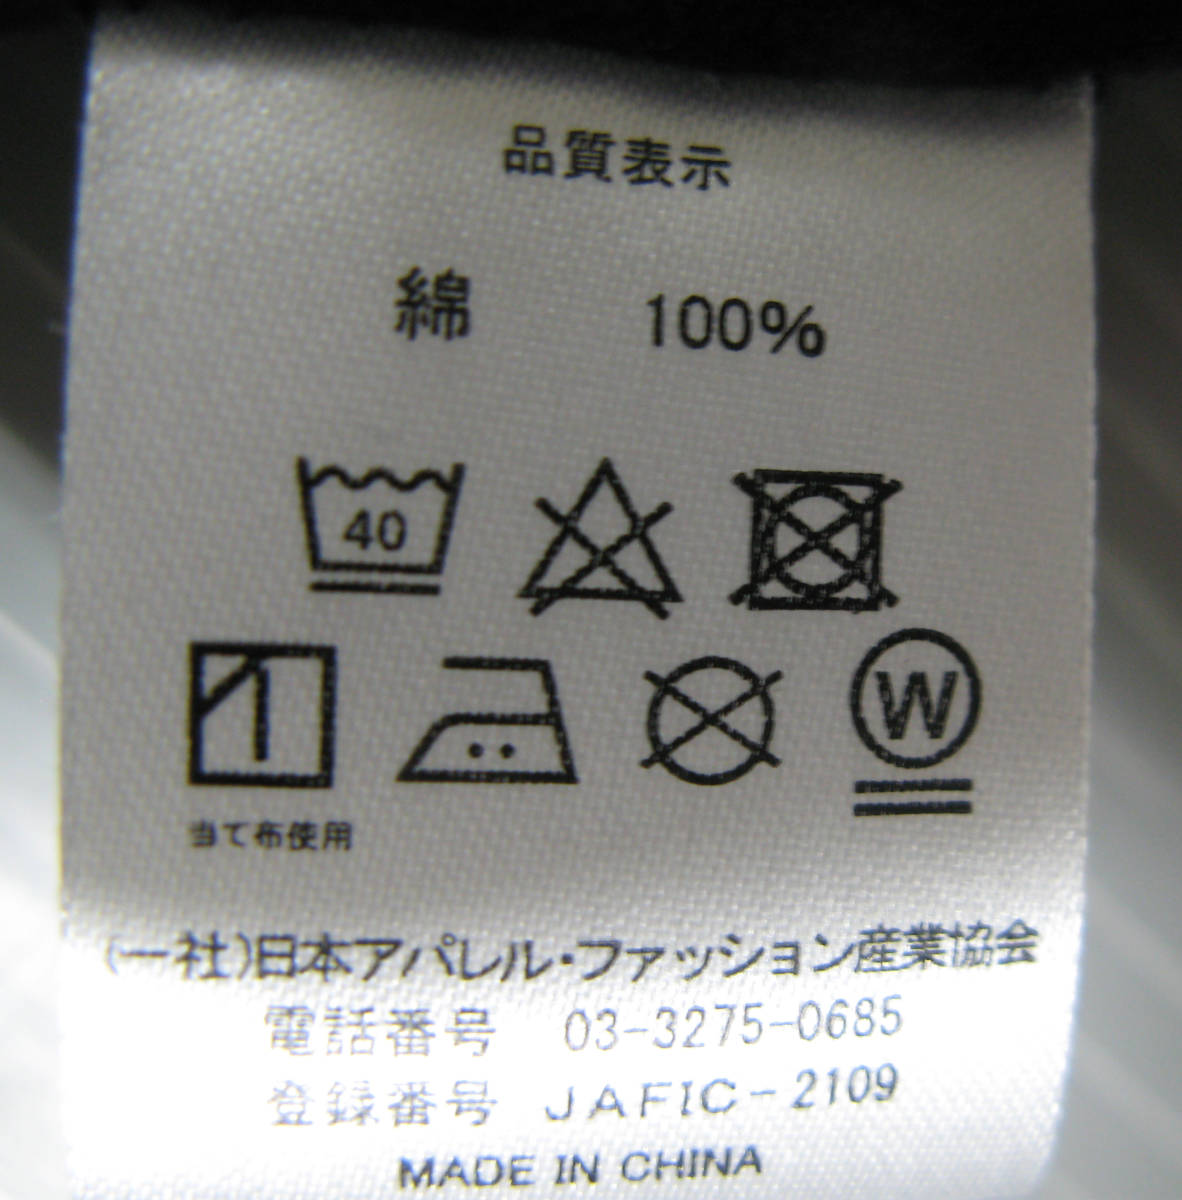 品質表示
綿 100%
40
W
当て布使用
(一社)日本アパレル・ファッション産業協会
電話番号 03-3275-0685
登録番号 JAFIC-2109
MADE IN CHINA